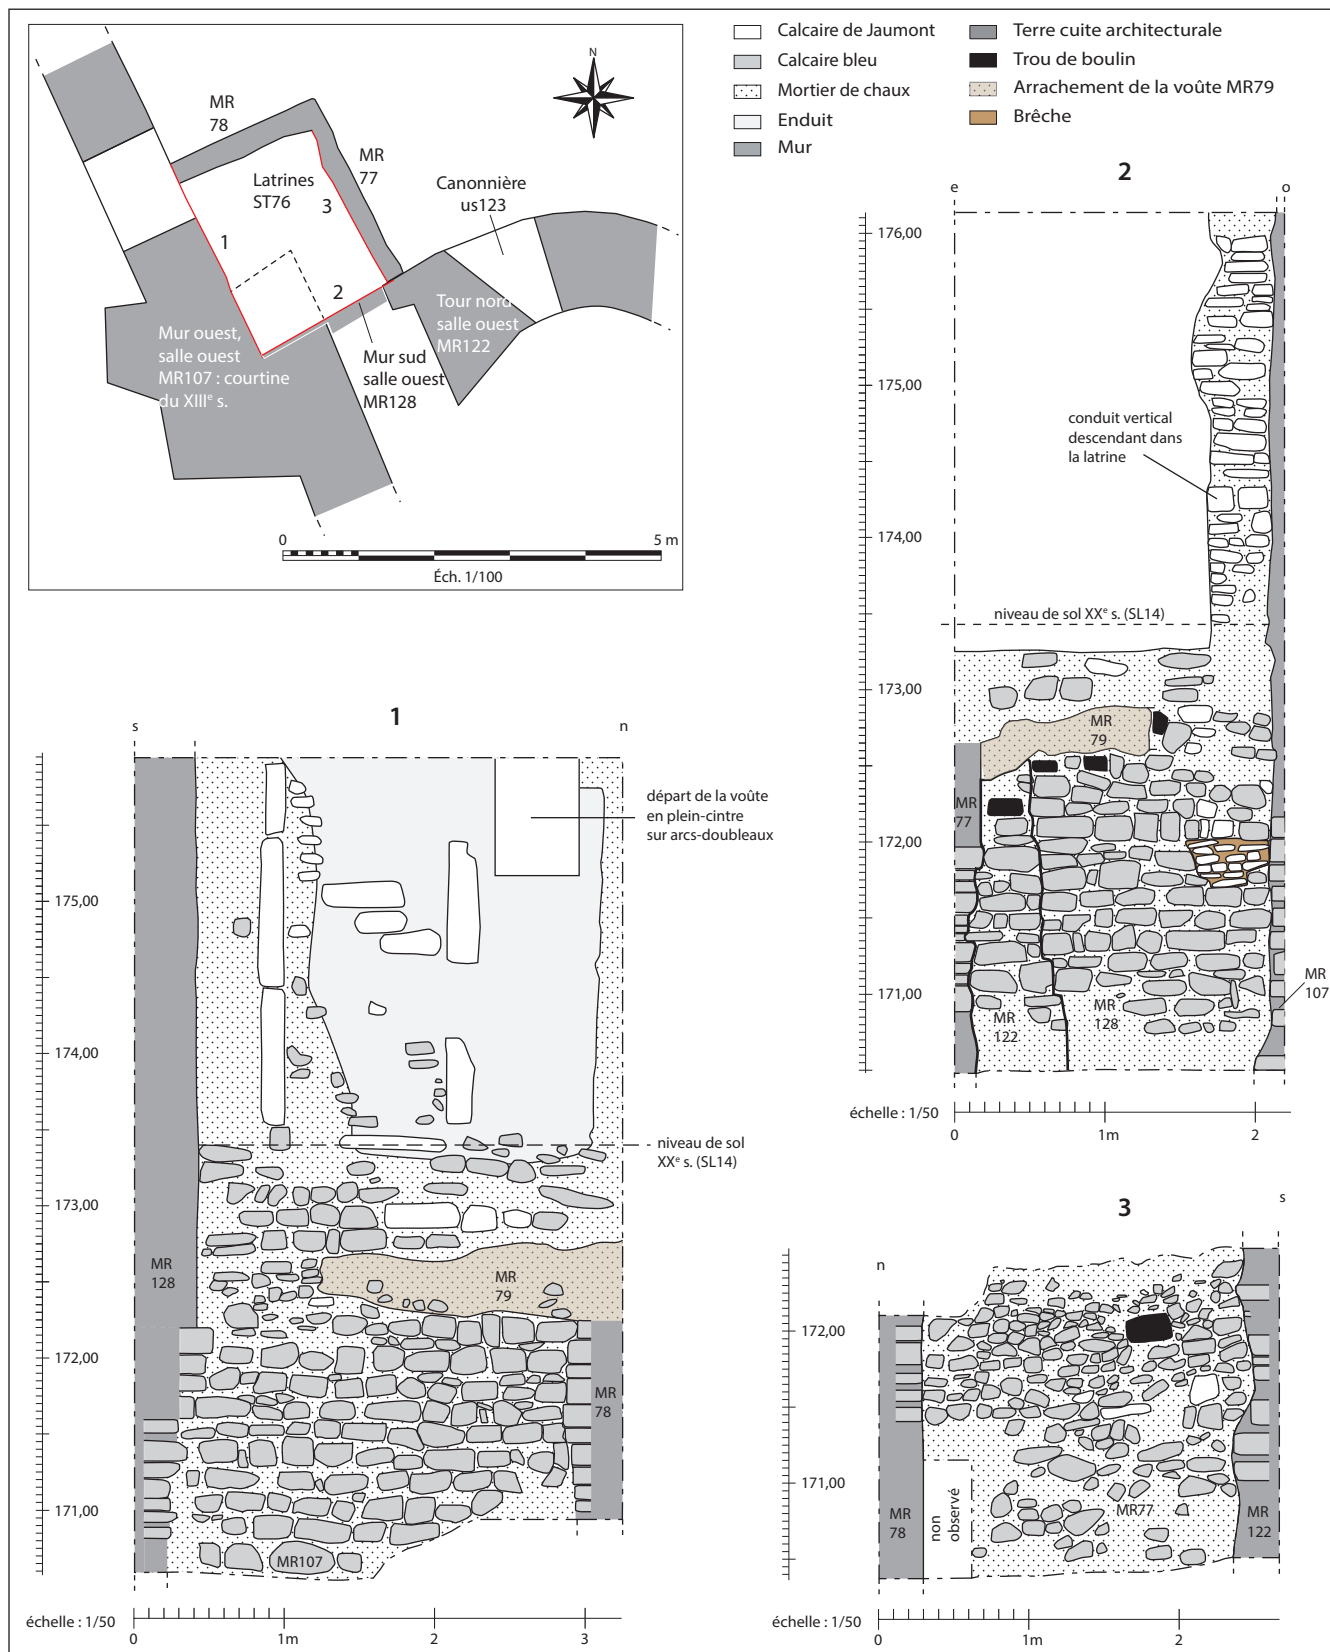 N
MR
78
MR
77
Latrines
ST76
3
1
2
Canonnière
us123
Tour nord
salle ouest
MR122
Mur ouest,
salle ouest
MR107 : courtine
du XIIIe s.
Mur sud
salle ouest
MR128
0
5 m
Éch. 1/100
Calcaire de Jaumont
Calcaire bleu
Mortier de chaux
Enduit
Mur
Terre cuite architecturale
Trou de boulin
Arrachement de la voûte MR79
Brêche
2
e
o
176,00
175,00
174,00
173,00
172,00
171,00
conduit vertical
descendant dans
la latrine
niveau de sol XXe s. (SL14)
MR
79
MR
77
MR
122
MR
128
MR
107
échelle : 1/50
0
1m
2
1
s
n
175,00
174,00
173,00
172,00
171,00
départ de la voûte
en plein-cintre
sur arcs-doubleaux
niveau de sol
XXe s. (SL14)
MR
128
MR
79
MR
78
MR107
échelle : 1/50
0
1m
2
3
3
n
s
172,00
171,00
MR
78
non
observé
MR77
MR
122
échelle : 1/50
0
1m
2